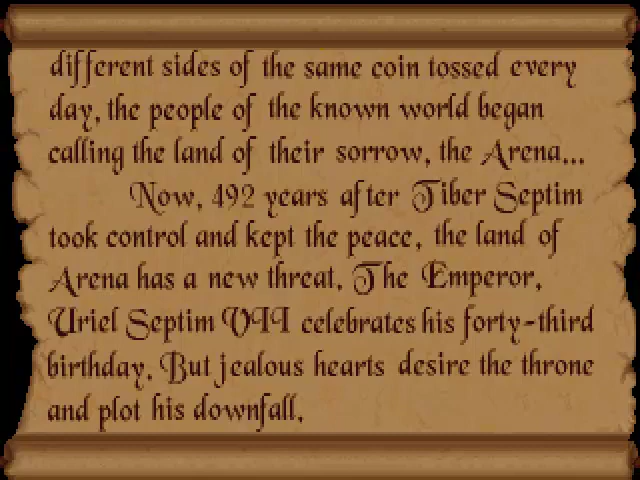 different sides of the same coin tossed every
day, the people of the known world began
calling the land of their sorrow, the Arena...
Now, 492 years after Tiber Septim
took control and kept the peace, the land of
Arena has a new threat. The Emperor,
Uriel Septim VII celebrates his forty-third
birthday. But jealous hearts desire the throne
and plot his downfall.